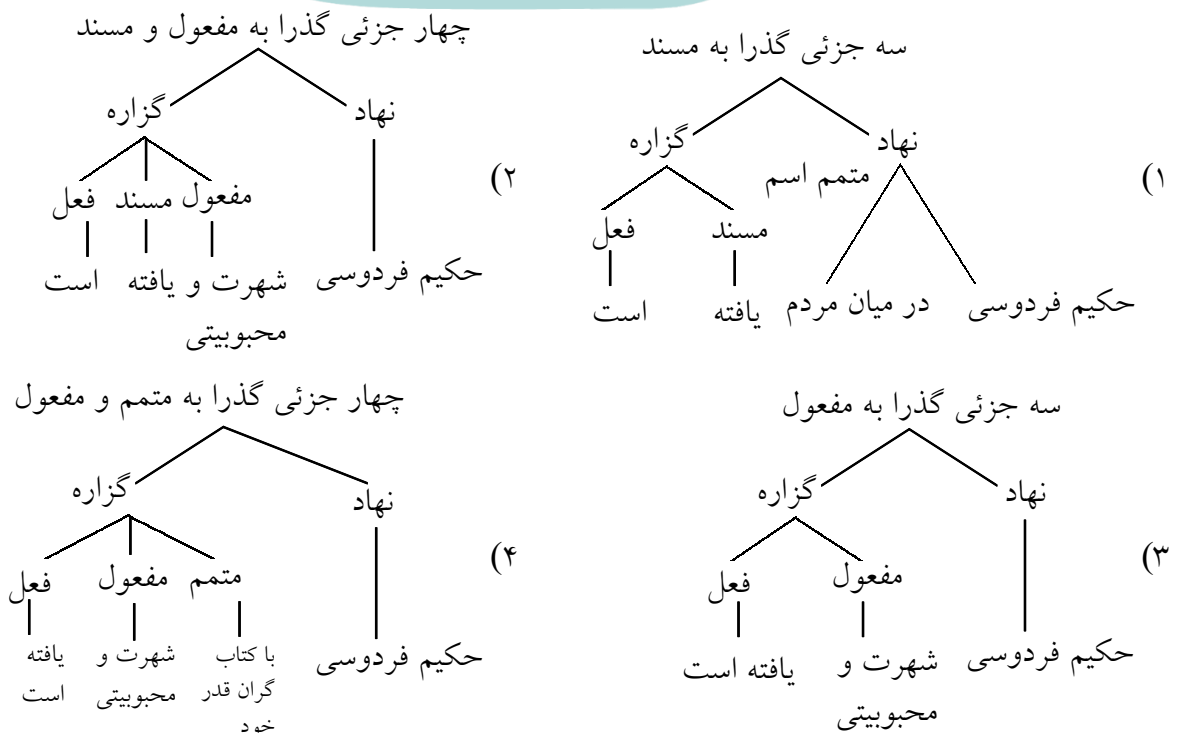 ۱)
سه جزئی گذرا به مسند
نهاد گزاره
متمم اسم
مسند فعل
حکیم فردوسی در میان مردم یافته است
۲)
چهار جزئی گذرا به مفعول و مسند
نهاد گزاره
مفعول مسند فعل
حکیم فردوسی شهرت و یافته است
محبوبیتی
۳)
سه جزئی گذرا به مفعول
نهاد گزاره
مفعول فعل
حکیم فردوسی شهرت و یافته است
محبوبیتی
۴)
چهار جزئی گذرا به متمم و مفعول
نهاد گزاره
متمم مفعول فعل
حکیم فردوسی با کتاب شهرت و یافته
گران قدر محبوبیتی است
خود